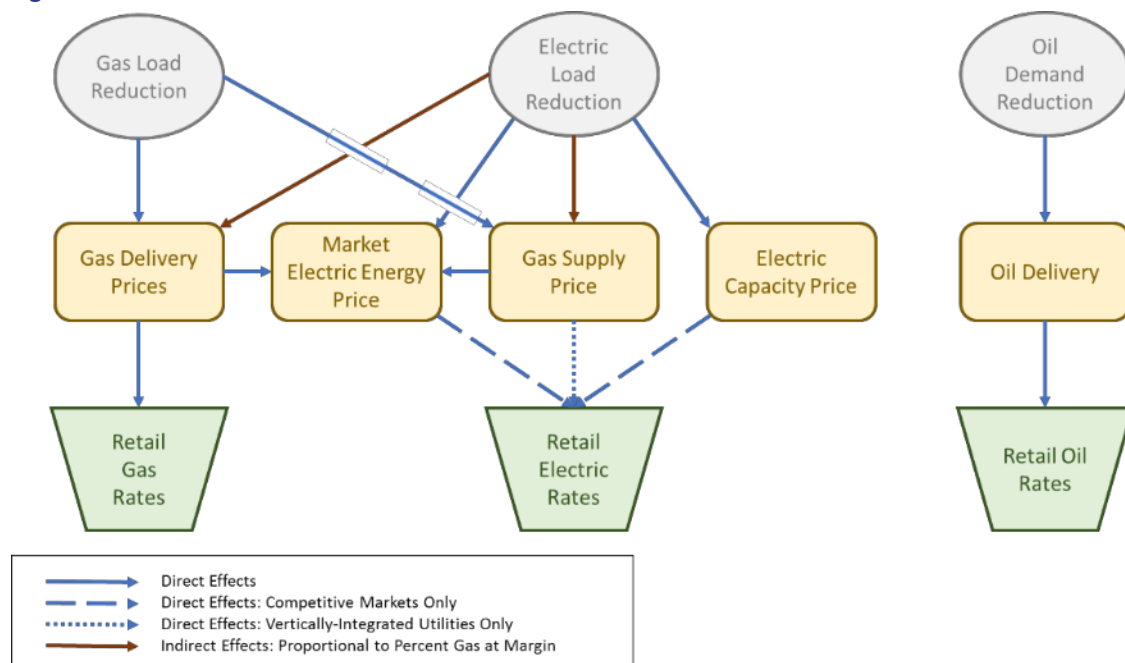 Gas Load
Reduction
Electric
Load
Reduction
Oil
Demand
Reduction
Gas Delivery
Prices
Market
Electric Energy
Price
Gas Supply
Price
Electric
Capacity Price
Oil Delivery
Retail
Gas
Rates
Retail
Electric
Rates
Retail Oil
Rates
Direct Effects
Direct Effects: Competitive Markets Only
Direct Effects: Vertically-Integrated Utilities Only
Indirect Effects: Proportional to Percent Gas at Margin